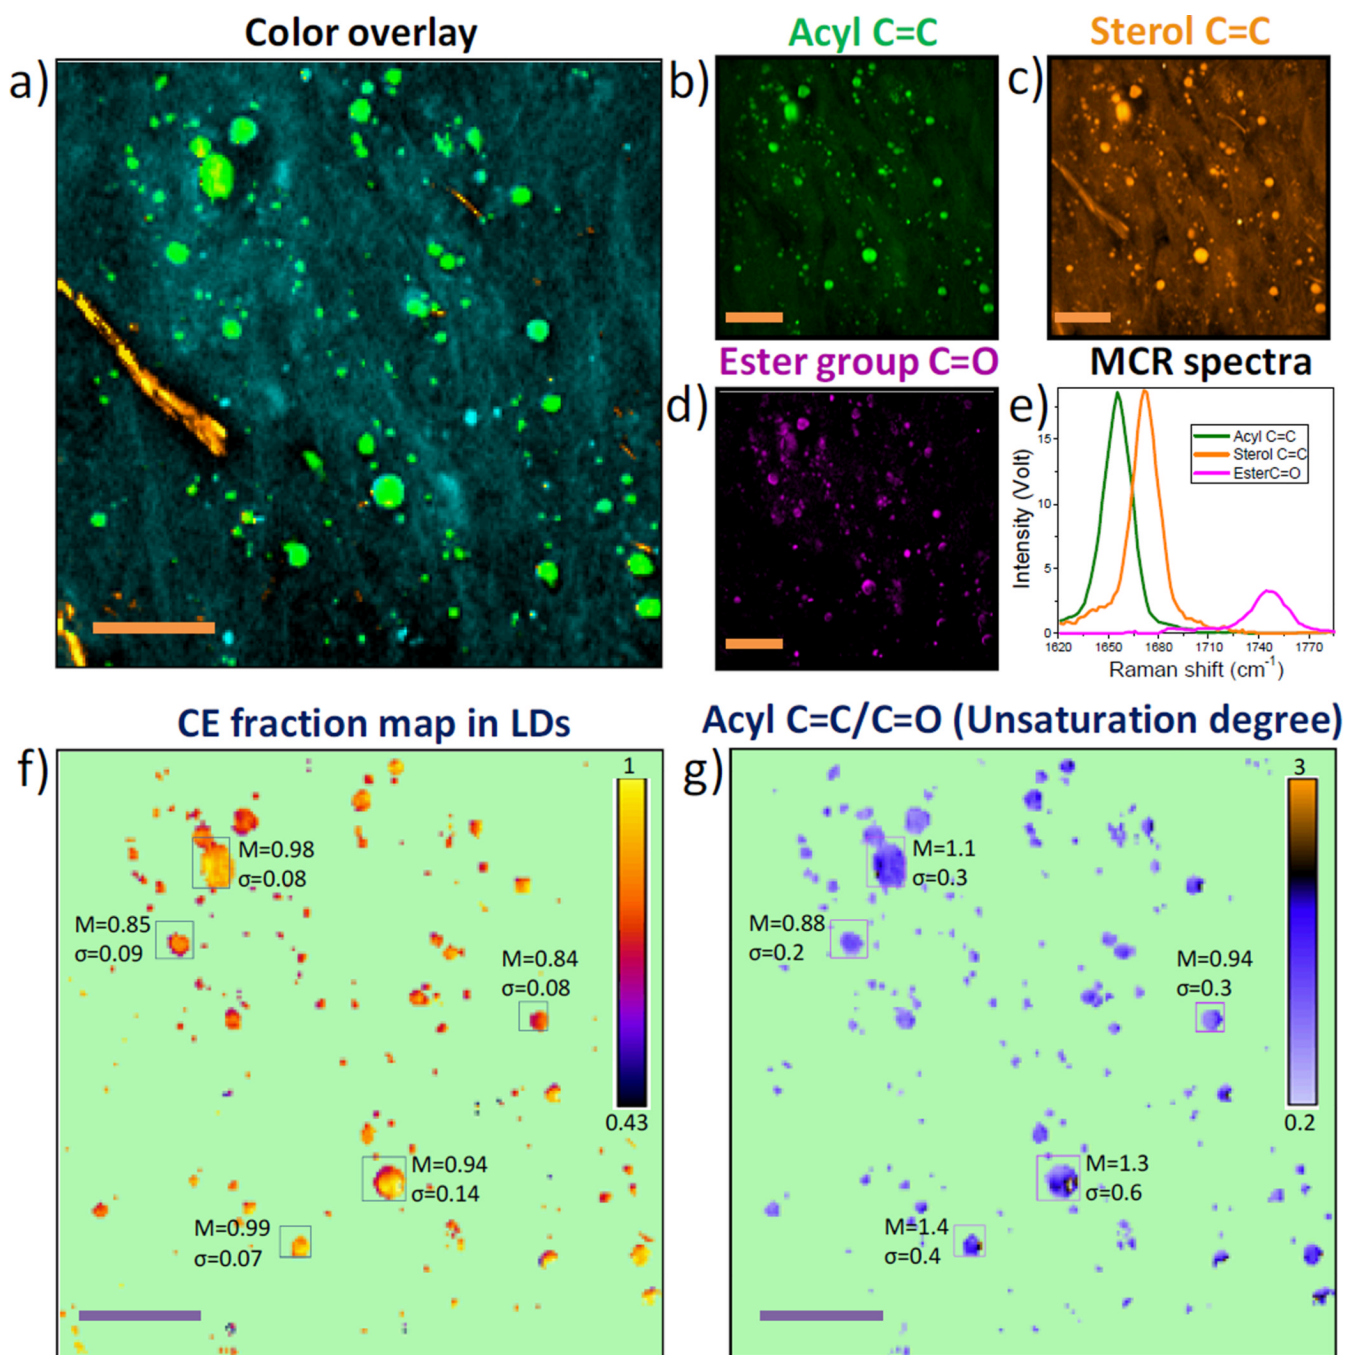 Color overlay
Acyl C=C
Sterol C=C
a)
b)
c)
Ester group C=O
MCR spectra
d)
e)
15
10
5
0
Intensity (Volt)
Acyl C=C
Sterol C=C
EsterC=O
1620 1650 1680 1710 1740 1770
Raman shift (cm⁻¹)
CE fraction map in LDs
Acyl C=C/C=O (Unsaturation degree)
f)
1
0.43
M=0.98
σ=0.08
M=0.85
σ=0.09
M=0.84
σ=0.08
M=0.94
σ=0.14
M=0.99
σ=0.07
g)
3
0.2
M=1.1
σ=0.3
M=0.88
σ=0.2
M=0.94
σ=0.3
M=1.3
σ=0.6
M=1.4
σ=0.4